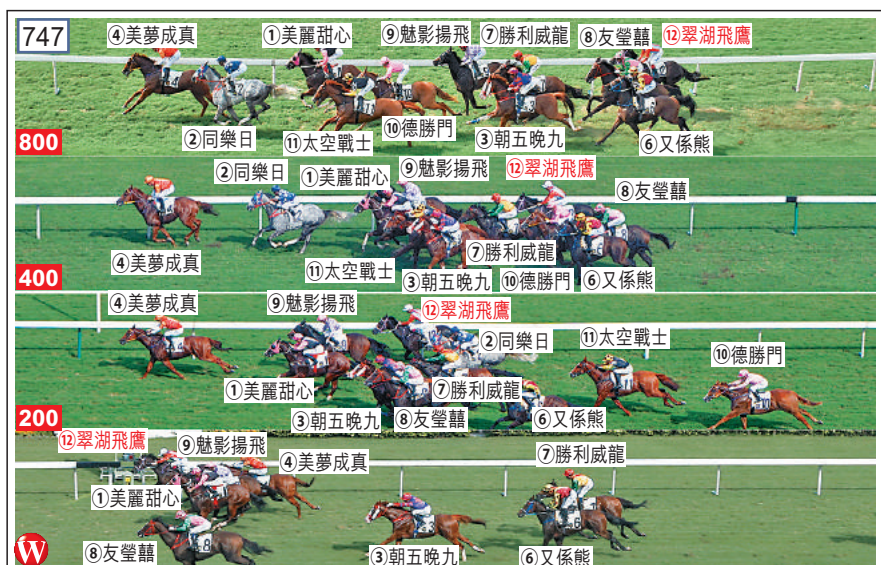 747
④美夢成真 ①美麗甜心 ⑨魅影揚飛 ⑦勝利威龍 ⑧友瑩囍 ⑫翠湖飛鷹
800 ②同樂日 ⑪太空戰士 ⑩德勝門 ③朝五晚九 ⑥又係熊
②同樂日 ①美麗甜心 ⑨魅影揚飛 ⑫翠湖飛鷹 ⑧友瑩囍
400 ④美夢成真 ⑪太空戰士 ③朝五晚九 ⑦勝利威龍 ⑩德勝門 ⑥又係熊
④美夢成真 ⑨魅影揚飛 ⑫翠湖飛鷹 ②同樂日 ⑪太空戰士 ⑩德勝門
200 ①美麗甜心 ③朝五晚九 ⑧友瑩囍 ⑦勝利威龍 ⑥又係熊
⑫翠湖飛鷹 ⑨魅影揚飛 ④美夢成真 ⑦勝利威龍
①美麗甜心
W ⑧友瑩囍 ③朝五晚九 ⑥又係熊